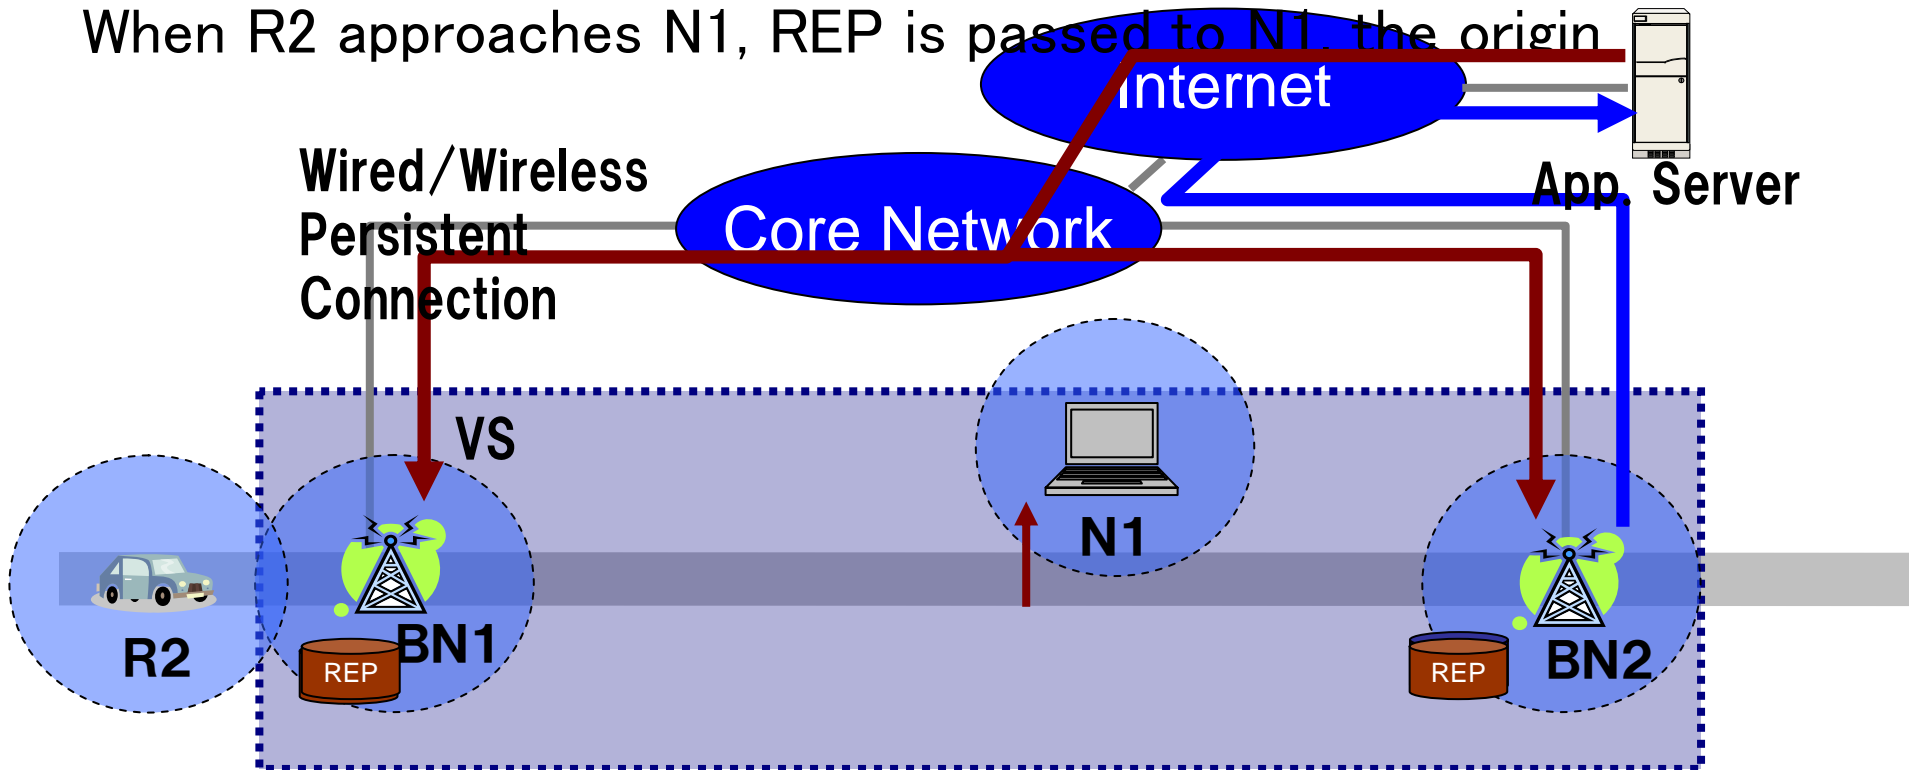 When R2 approaches N1, REP is passed to N1, the origin
Internet
Wired/Wireless
Persistent
Connection
App. Server
Core Network
VS
N1
R2
BN1
REP
REP
BN2